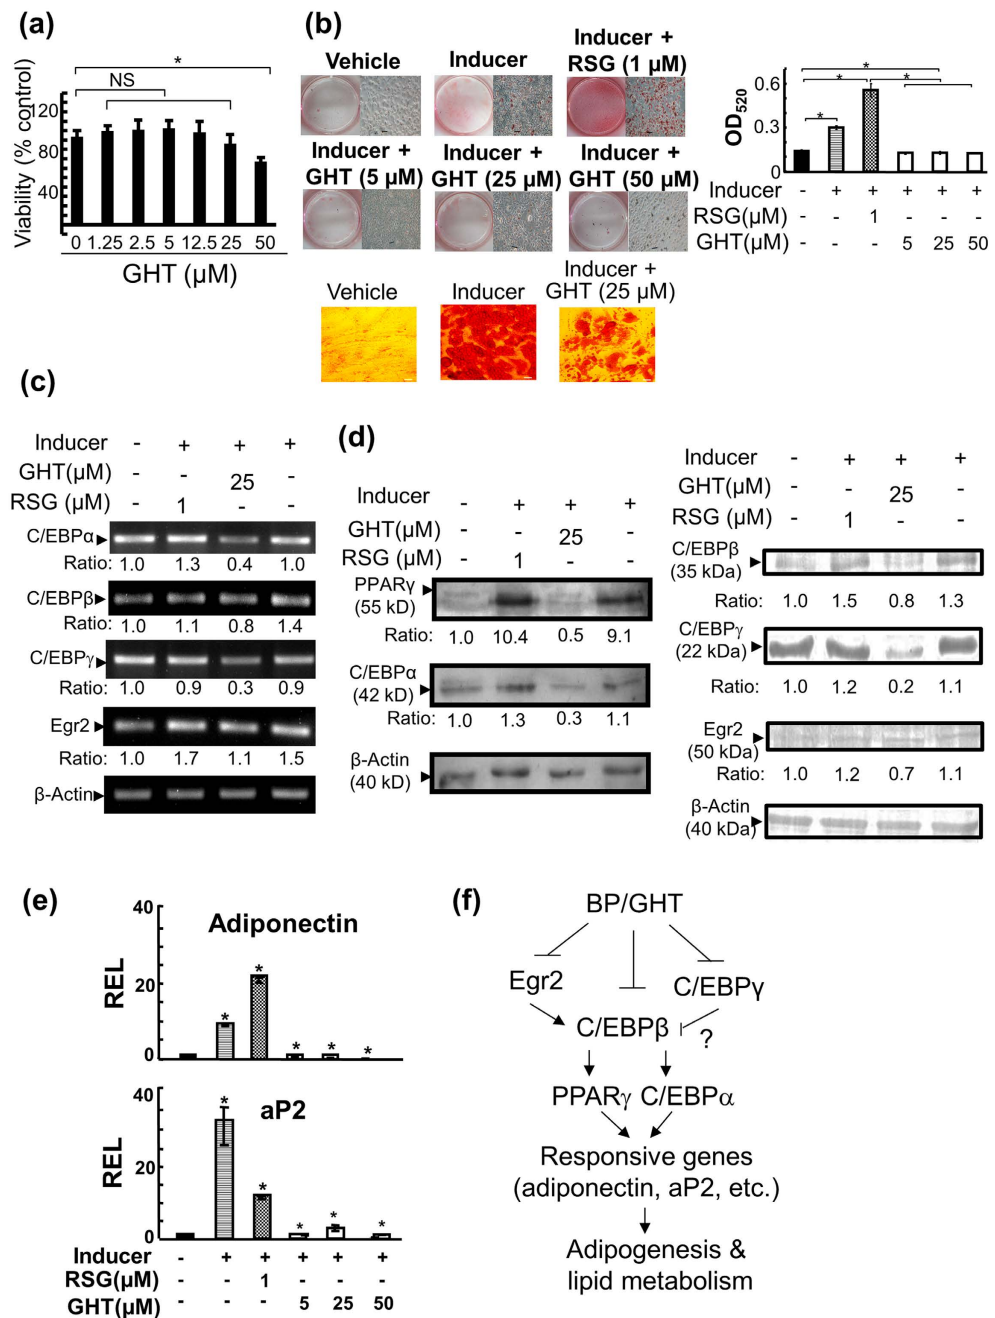 (a)
*
NS
120
80
40
Viability (% control)
0 1.25 2.5 5 12.5 25 50
GHT (µM)
(b)
Vehicle
Inducer
Inducer +
RSG (1 µM)
Inducer +
GHT (5 µM)
Inducer +
GHT (25 µM)
Inducer +
GHT (50 µM)
Vehicle
Inducer
Inducer +
GHT (25 µM)
*
* *
*
0.6
0.3
0
OD520
Inducer - + + + + +
RSG(µM) - - 1 - - -
GHT(µM) - - - 5 25 50
(c)
Inducer - + + +
GHT(µM) - - 25 -
RSG (µM) - 1 - -
C/EBPα
Ratio: 1.0 1.3 0.4 1.0
C/EBPβ
Ratio: 1.0 1.1 0.8 1.4
C/EBPγ
Ratio: 1.0 0.9 0.3 0.9
Egr2
Ratio: 1.0 1.7 1.1 1.5
β-Actin
(d)
Inducer - + + +
GHT(µM) - - 25 -
RSG (µM) - 1 - -
PPARγ
(55 kD)
Ratio: 1.0 10.4 0.5 9.1
C/EBPα
(42 kD)
Ratio: 1.0 1.3 0.3 1.1
β-Actin
(40 kD)
Inducer - + + +
GHT(µM) - - 25 -
RSG (µM) - 1 - -
C/EBPβ
(35 kDa)
Ratio: 1.0 1.5 0.8 1.3
C/EBPγ
(22 kDa)
Ratio: 1.0 1.2 0.2 1.1
Egr2
(50 kDa)
Ratio: 1.0 1.2 0.7 1.1
β-Actin
(40 kDa)
(e)
Adiponectin
40
20
0
REL
* * * * *
aP2
40
20
0
REL
* * * * *
Inducer - + + + + +
RSG(µM) - - 1 - - -
GHT(µM) - - - 5 25 50
(f)
BP/GHT
Egr2
C/EBPγ
C/EBPβ
?
PPARγ C/EBPα
Responsive genes
(adiponectin, aP2, etc.)
Adipogenesis &
lipid metabolism